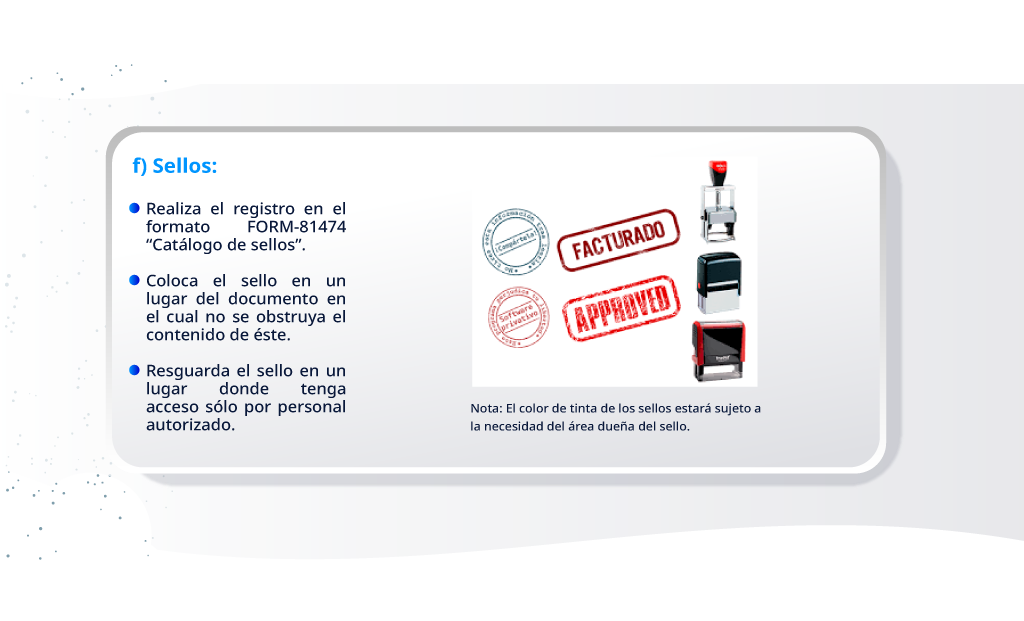 f) Sellos:
Realiza el registro en el
formato FORM-81474
“Catálogo de sellos”.
Coloca el sello en un
lugar del documento en
el cual no se obstruya el
contenido de éste.
Resguarda el sello en un
lugar donde tenga
acceso sólo por personal
autorizado.
¡Compártela!
FACTURADO
Software
privativo
APPROVED
Nota: El color de tinta de los sellos estará sujeto a
la necesidad del área dueña del sello.